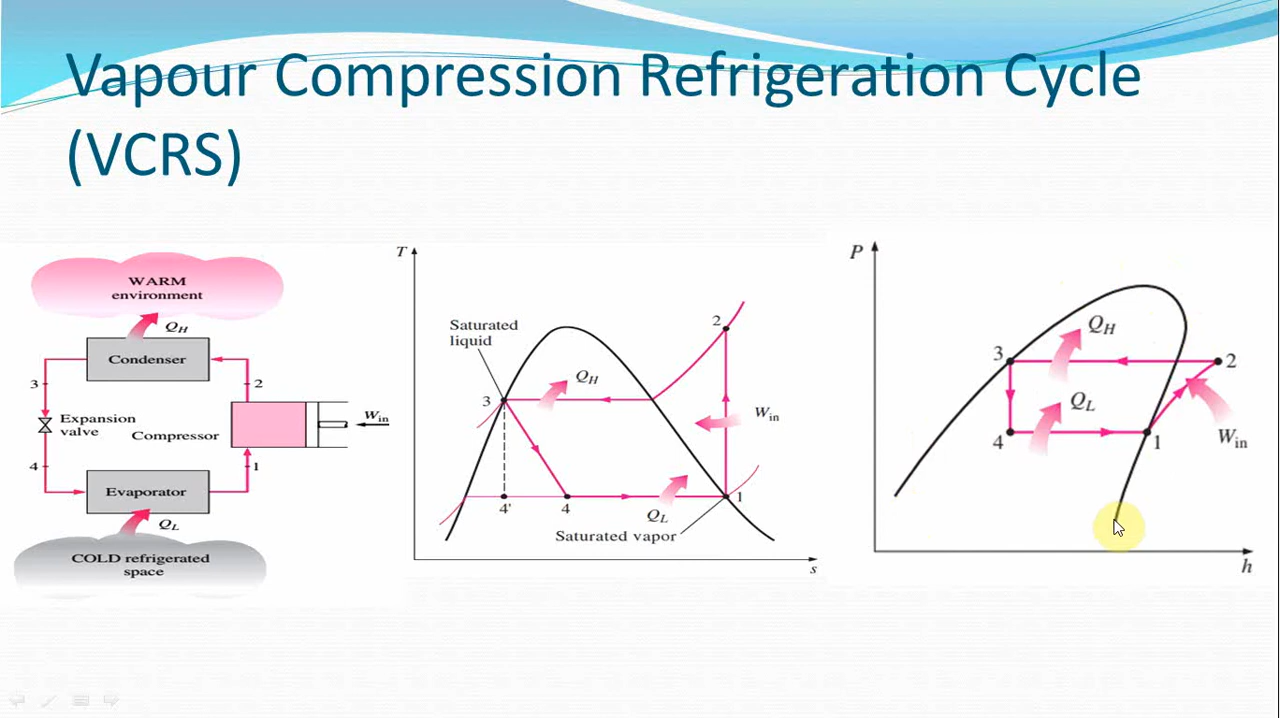 Vapour Compression Refrigeration Cycle
(VCRS)
WARM
environment
Q_H
Condenser
3
2
Expansion
valve
Compressor
W_in
4
1
Evaporator
Q_L
COLD refrigerated
space
T
Saturated
liquid
2
3
Q_H
W_in
4'
4
Q_L
1
Saturated vapor
s
P
Q_H
3
2
Q_L
4
1
W_in
h